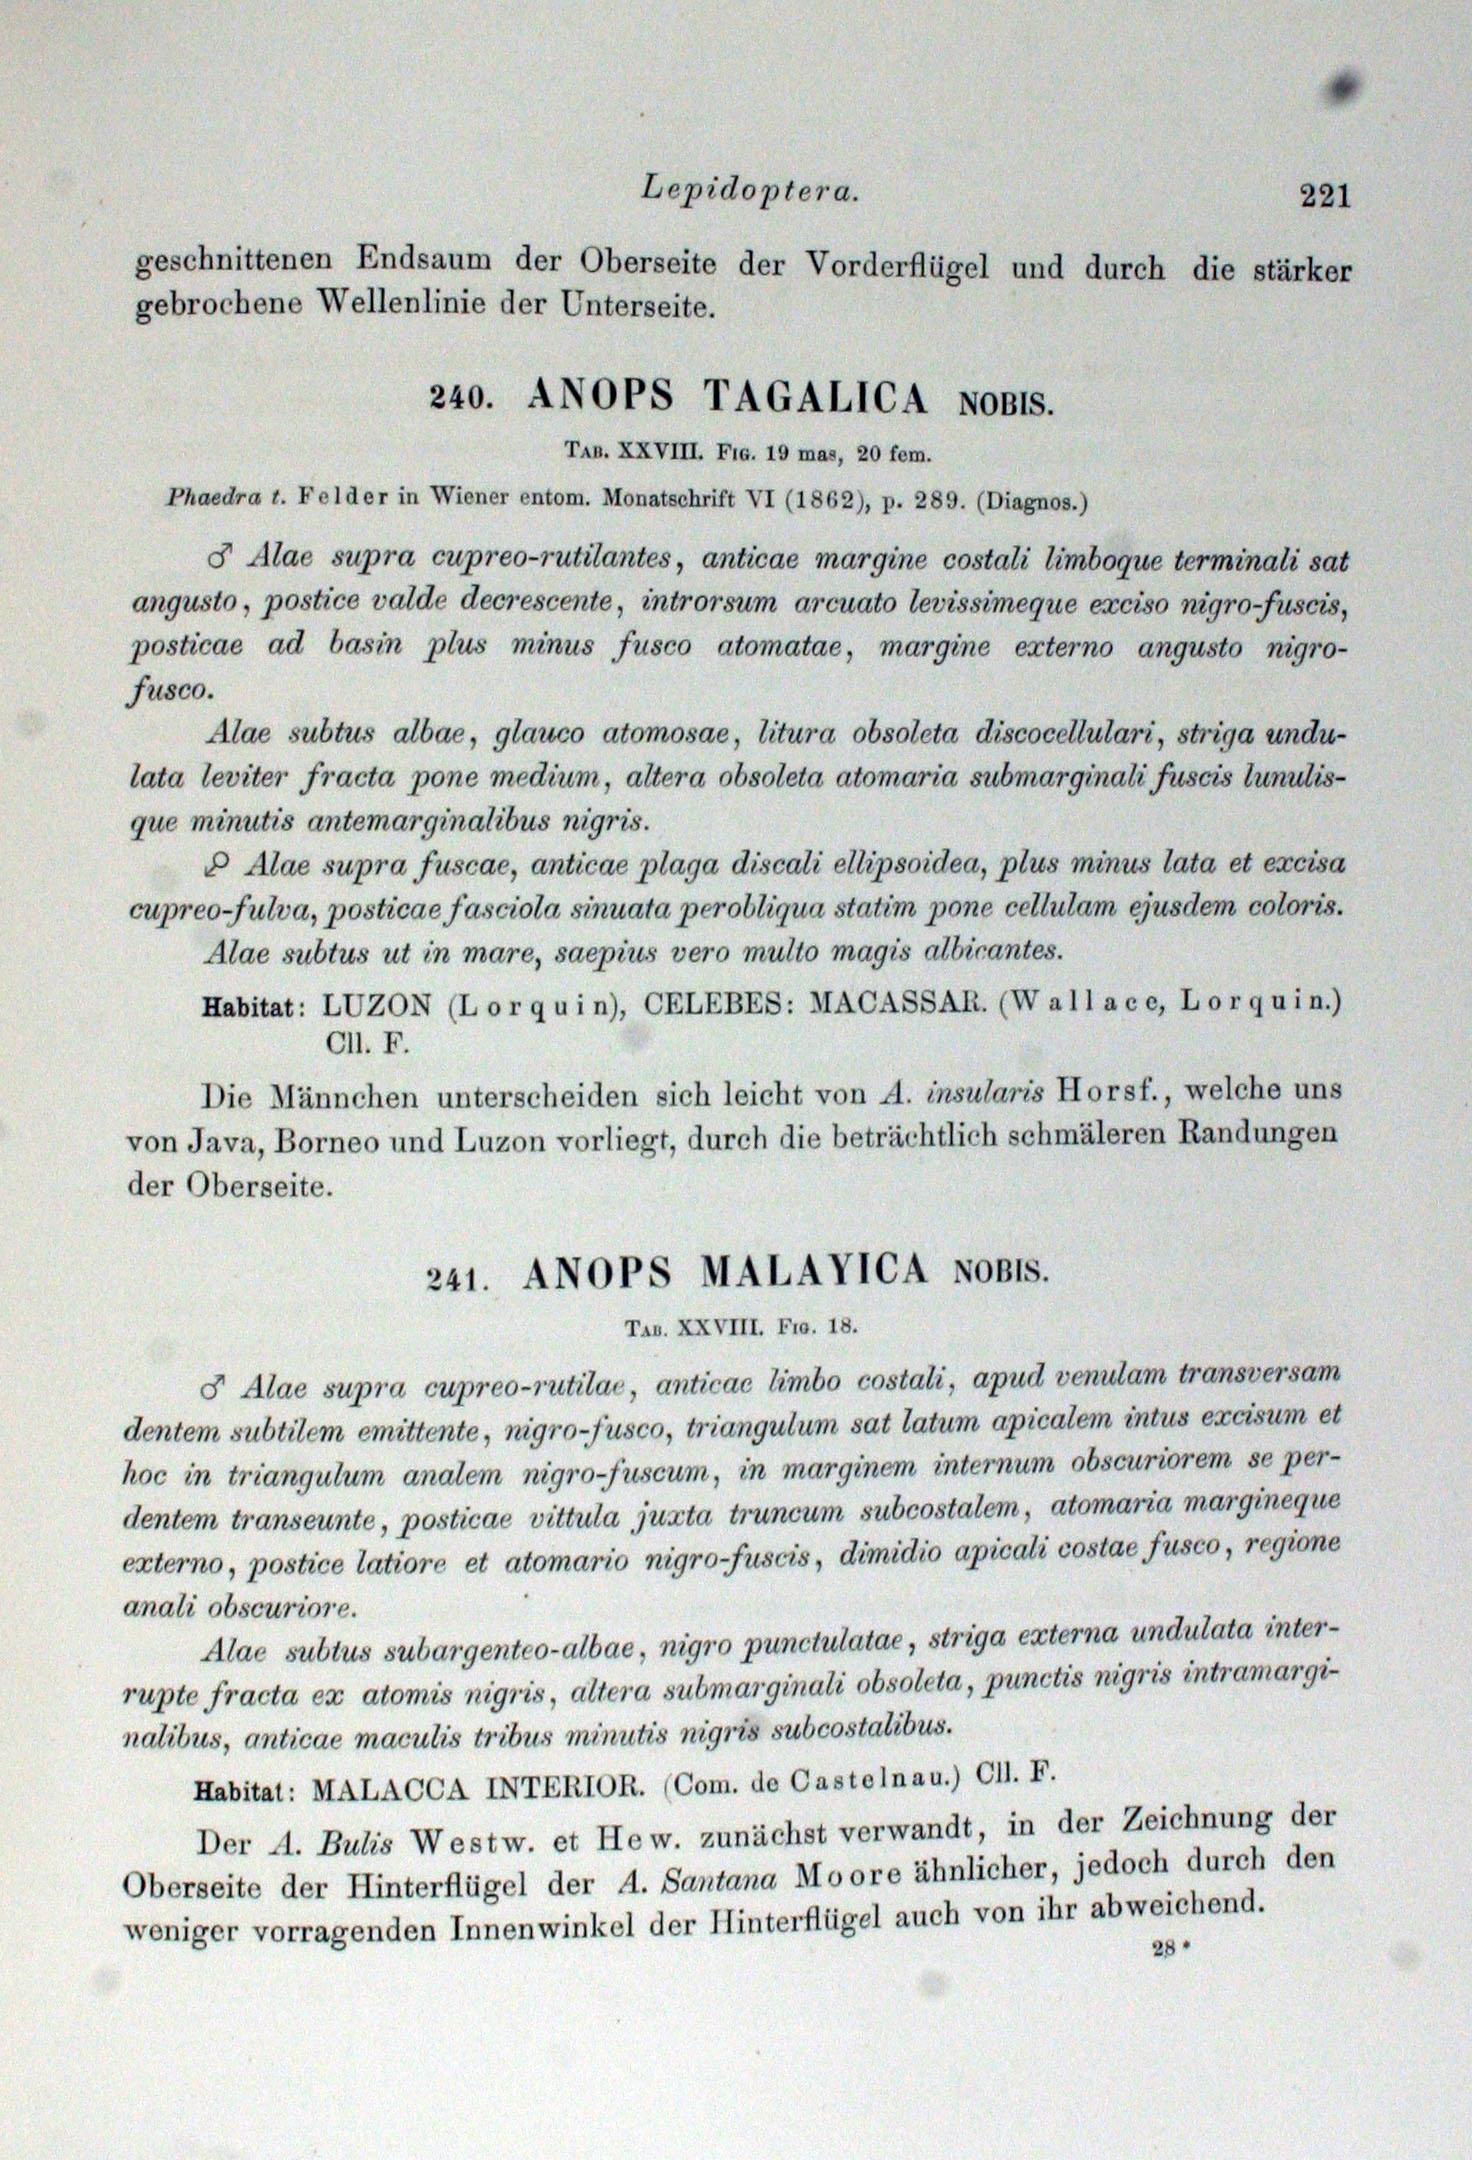 Lepidoptera. 221
geschnittenen Endsaum der Oberseite der Vorderflügel und durch die stärker
gebrochene Wellenlinie der Unterseite.
240. ANOPS TAGALICA NOBIS.
TAB. XXVIII. FIG. 19 mas, 20 fem.
Phaedra t. Felder in Wiener entom. Monatschrift VI (1862), p. 289. (Diagnos.)
♂ Alae supra cupreo-rutilantes, anticae margine costali limboque terminali sat
angusto, postice valde decrescente, introrsum arcuato levissimeque exciso nigro-fuscis,
posticae ad basin plus minus fusco atomatae, margine externo angusto nigro-
fusco.
Alae subtus albae, glauco atomosae, litura obsoleta discocellulari, striga undu-
lata leviter fracta pone medium, altera obsoleta atomaria submarginali fuscis lunulis-
que minutis antemarginalibus nigris.
♀ Alae supra fuscae, anticae plaga discali ellipsoidea, plus minus lata et excisa
cupreo-fulva, posticae fasciola sinuata perobliqua statim pone cellulam ejusdem coloris.
Alae subtus ut in mare, saepius vero multo magis albicantes.
Habitat: LUZON (Lorquin), CELEBES: MACASSAR. (Wallace, Lorquin.)
Cll. F.
Die Männchen unterscheiden sich leicht von A. insularis Horsf., welche uns
von Java, Borneo und Luzon vorliegt, durch die beträchtlich schmäleren Randungen
der Oberseite.
241. ANOPS MALAYICA NOBIS.
TAB. XXVIII. FIG. 18.
♂ Alae supra cupreo-rutilae, anticae limbo costali, apud venulam transversam
dentem subtilem emittente, nigro-fusco, triangulum sat latum apicalem intus excisum et
hoc in triangulum analem nigro-fuscum, in marginem internum obscuriorem se per-
dentem transeunte, posticae vittula juxta truncum subcostalem, atomaria margineque
externo, postice latiore et atomario nigro-fuscis, dimidio apicali costae fusco, regione
anali obscuriore.
Alae subtus subargenteo-albae, nigro punctulatae, striga externa undulata inter-
rupte fracta ex atomis nigris, altera submarginali obsoleta, punctis nigris intramargi-
nalibus, anticae maculis tribus minutis nigris subcostalibus.
Habitat: MALACCA INTERIOR. (Com. de Castelnau.) Cll. F.
Der A. Bulis Westw. et Hew. zunächst verwandt, in der Zeichnung der
Oberseite der Hinterflügel der A. Santana Moore ähnlicher, jedoch durch den
weniger vorragenden Innenwinkel der Hinterflügel auch von ihr abweichend.
28 *